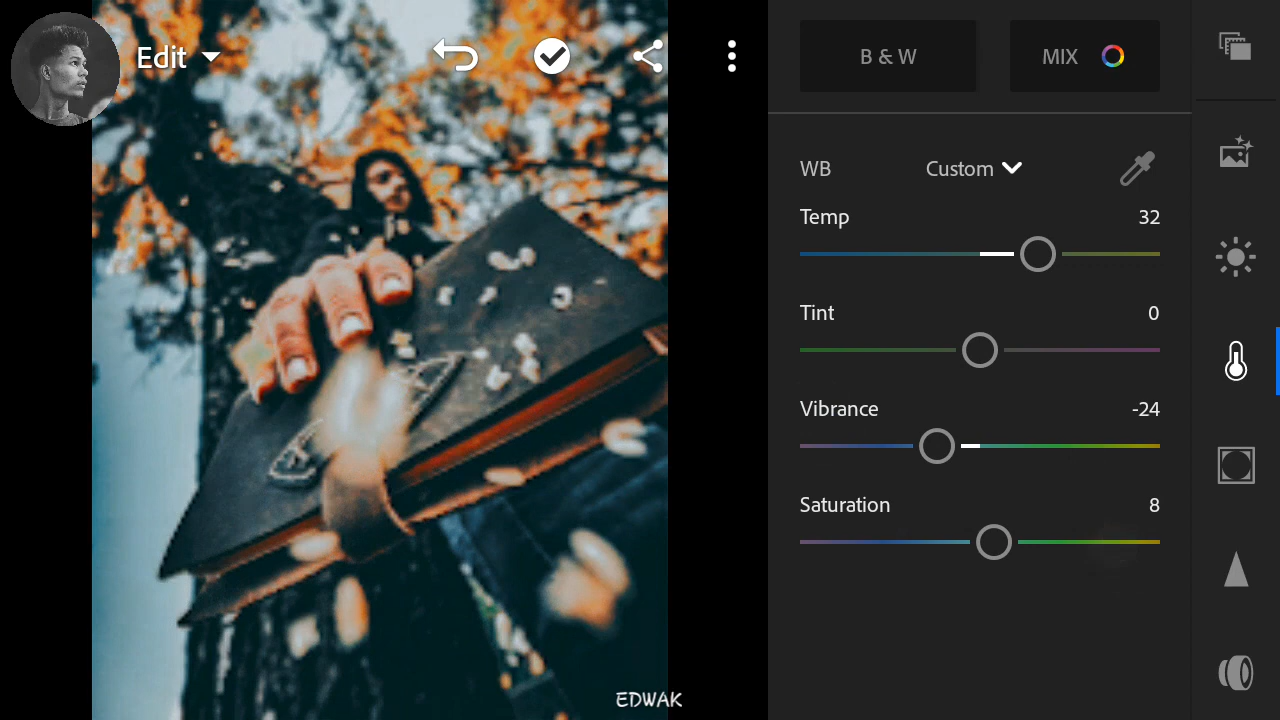 Edit
B & W
MIX
WB
Custom
Temp
32
Tint
0
Vibrance
-24
Saturation
8
EDWAK